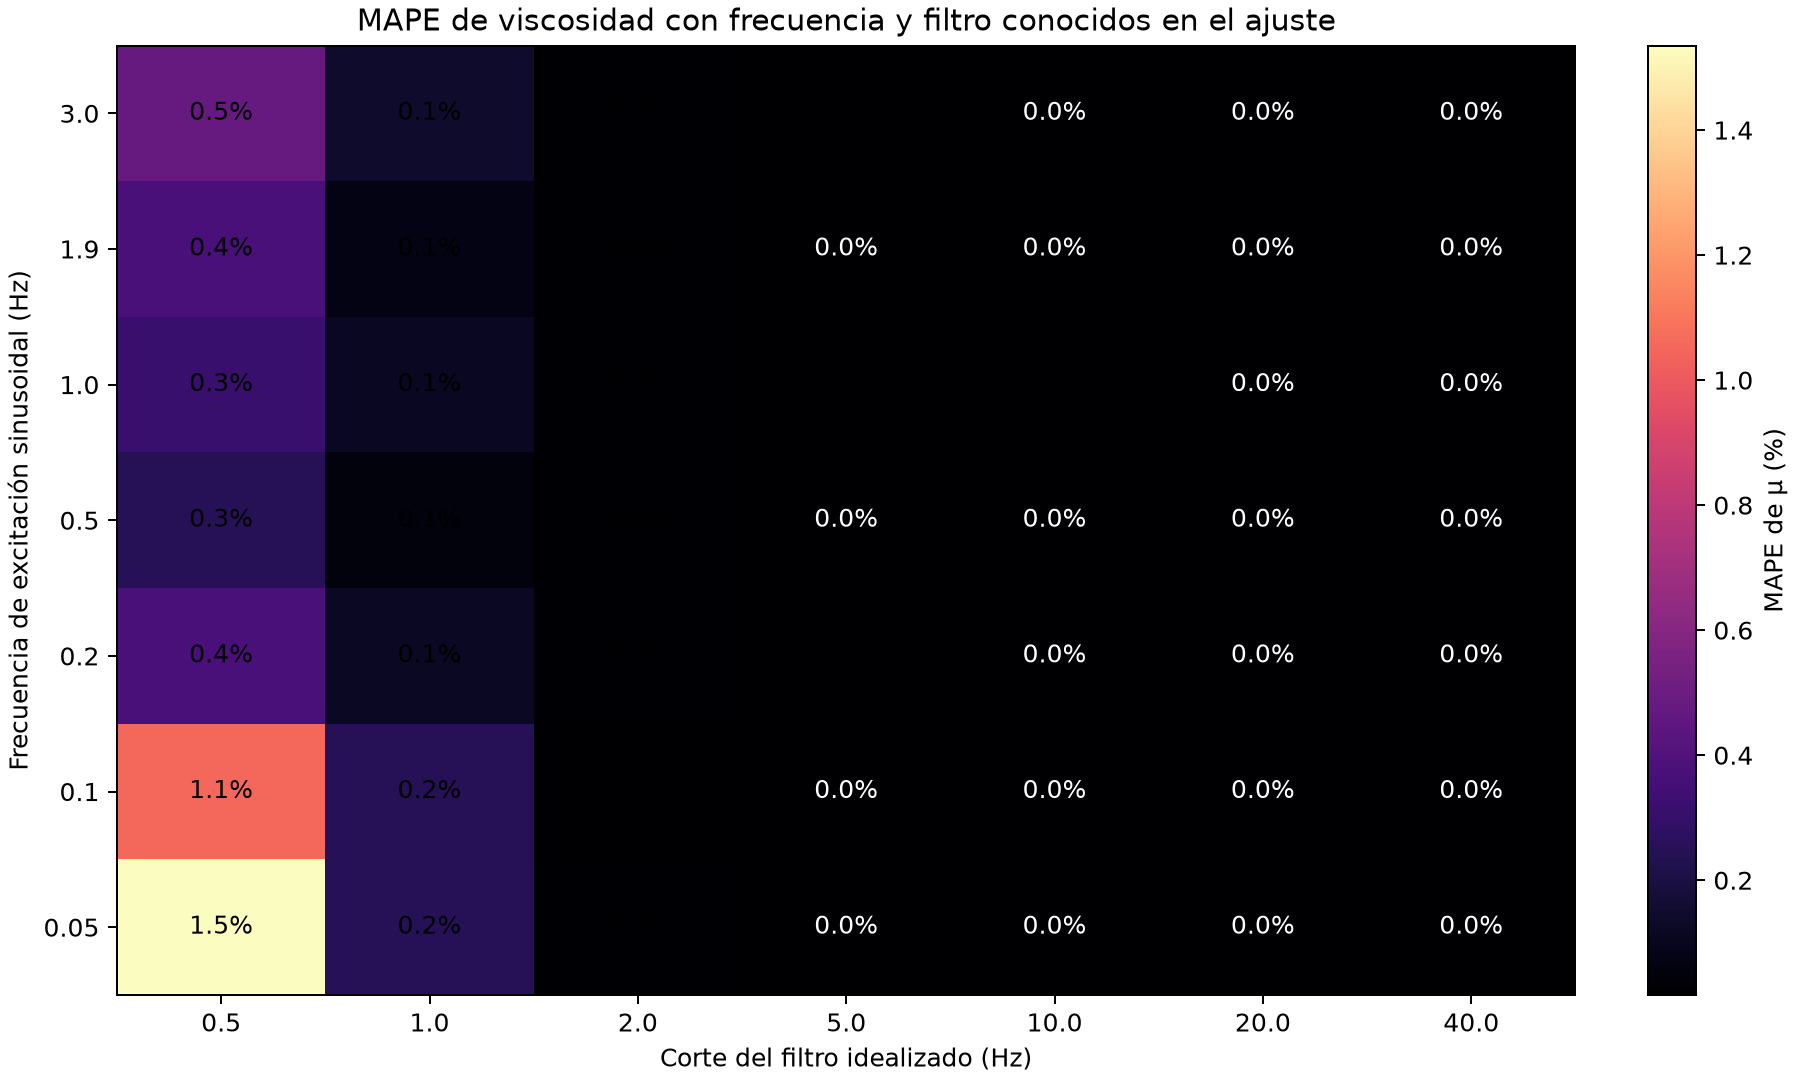 MAPE de viscosidad con frecuencia y filtro conocidos en el ajuste
Frecuencia de excitación sinusoidal (Hz)
3.0 0.5% 0.1% 0.0% 0.0% 0.0%
1.9 0.4% 0.1% 0.0% 0.0% 0.0% 0.0%
1.0 0.3% 0.1% 0.0% 0.0%
0.5 0.3% 0.1% 0.0% 0.0% 0.0% 0.0%
0.2 0.4% 0.1% 0.0% 0.0% 0.0%
0.1 1.1% 0.2% 0.0% 0.0% 0.0% 0.0%
0.05 1.5% 0.2% 0.0% 0.0% 0.0% 0.0%
0.5 1.0 2.0 5.0 10.0 20.0 40.0
Corte del filtro idealizado (Hz)
1.4
1.2
1.0
0.8
0.6
0.4
0.2
MAPE de μ (%)